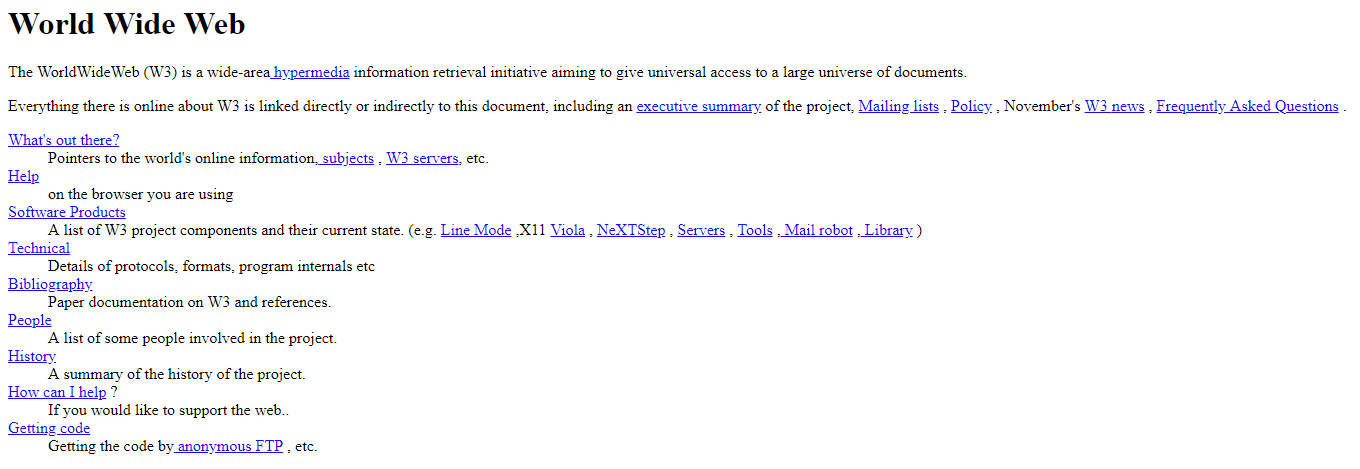 World Wide Web
The WorldWideWeb (W3) is a wide-area hypermedia information retrieval initiative aiming to give universal access to a large universe of documents.
Everything there is online about W3 is linked directly or indirectly to this document, including an executive summary of the project, Mailing lists , Policy , November's W3 news , Frequently Asked Questions .
What's out there?
Pointers to the world's online information, subjects , W3 servers, etc.
Help
on the browser you are using
Software Products
A list of W3 project components and their current state. (e.g. Line Mode ,X11 Viola , NeXTStep , Servers , Tools , Mail robot , Library )
Technical
Details of protocols, formats, program internals etc
Bibliography
Paper documentation on W3 and references.
People
A list of some people involved in the project.
History
A summary of the history of the project.
How can I help ?
If you would like to support the web..
Getting code
Getting the code by anonymous FTP , etc.